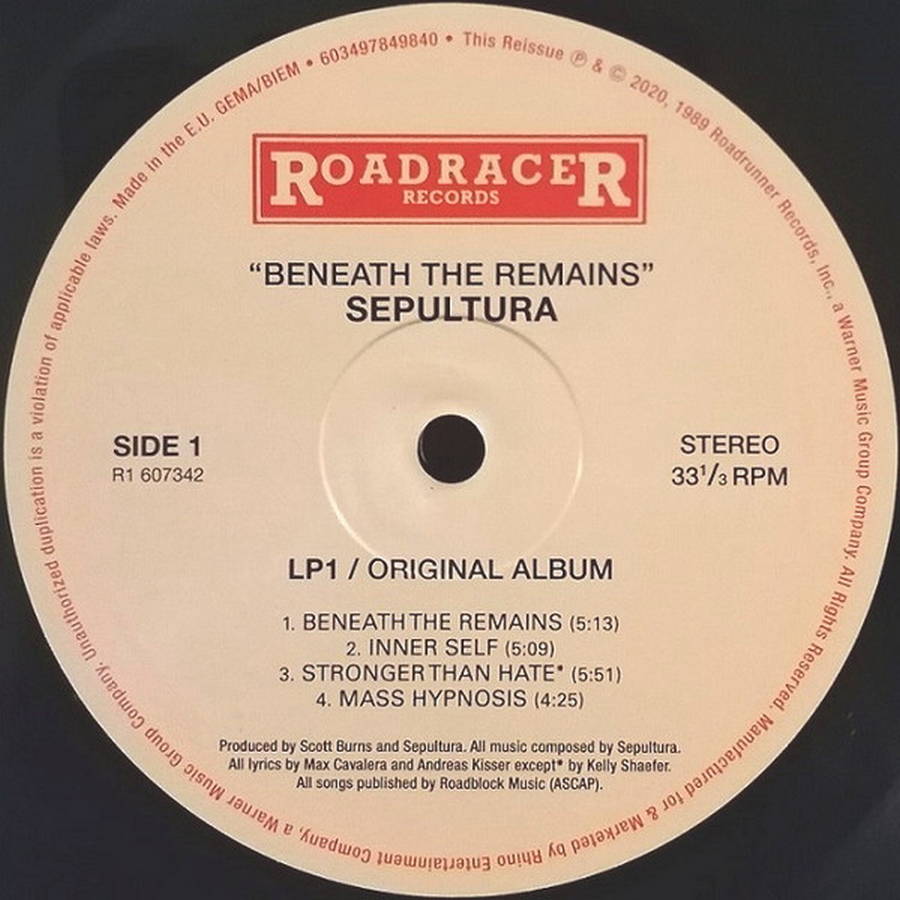 Unauthorized duplication is a violation of applicable laws. Made in the E.U. GEMA/BIEM • 603497849840 • This Reissue ℗ & © 2020, 1989 Roadrunner Records, Inc., a Warner Music Group Company. All Rights Reserved. Manufactured for & Marketed by Rhino Entertainment Company, a Warner Music Group Company.
ROADRACER
RECORDS
“BENEATH THE REMAINS”
SEPULTURA
SIDE 1
R1 607342
STEREO
33 1/3 RPM
LP1 / ORIGINAL ALBUM
1. BENEATH THE REMAINS (5:13)
2. INNER SELF (5:09)
3. STRONGER THAN HATE* (5:51)
4. MASS HYPNOSIS (4:25)
Produced by Scott Burns and Sepultura. All music composed by Sepultura.
All lyrics by Max Cavalera and Andreas Kisser except* by Kelly Shaefer.
All songs published by Roadblock Music (ASCAP).